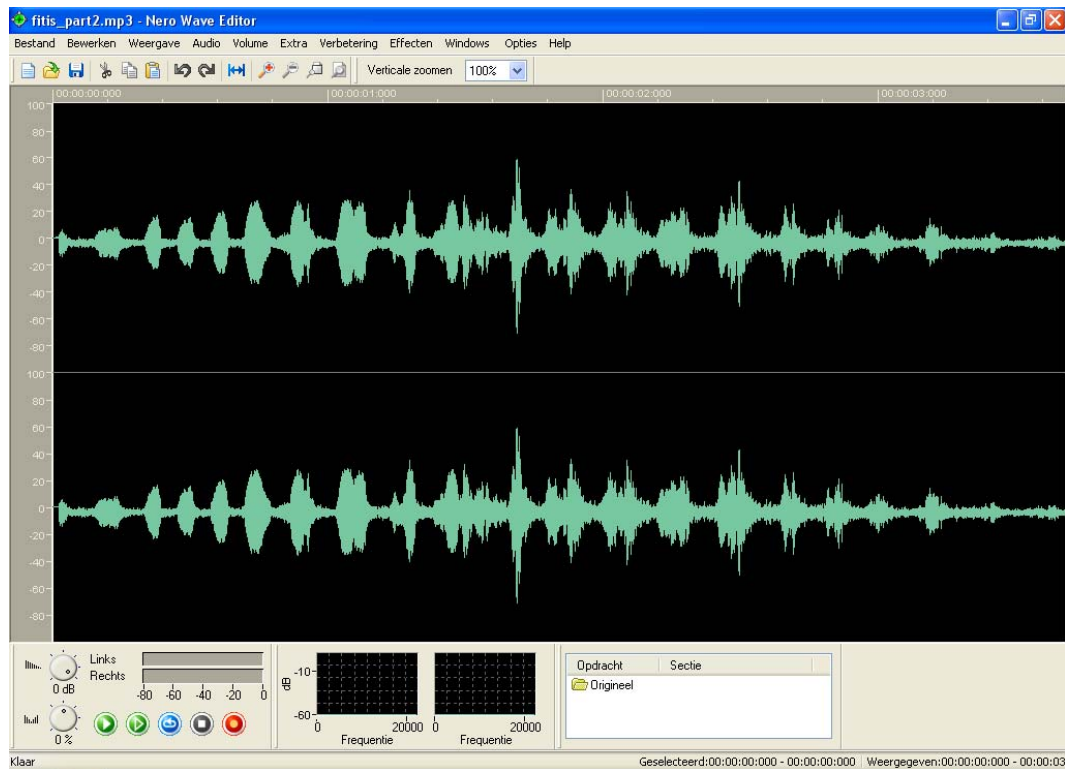 fitis_part2.mp3 - Nero Wave Editor
Bestand Bewerken Weergave Audio Volume Extra Verbetering Effecten Windows Opties Help
Verticale zoomen 100%
00:00:00:000 00:00:01:000 00:00:02:000 00:00:03:000
100
80
60
40
20
0
-20
-40
-60
-80
100
80
60
40
20
0
-20
-40
-60
-80
Links
Rechts
0 dB
-80 -60 -40 -20 0
0 %
dB
-10
-60
0 20000 0 20000
Frequentie Frequentie
Opdracht Sectie
Origineel
Klaar Geselecteerd:00:00:00:000 - 00:00:00:000 Weergegeven:00:00:00:000 - 00:00:03